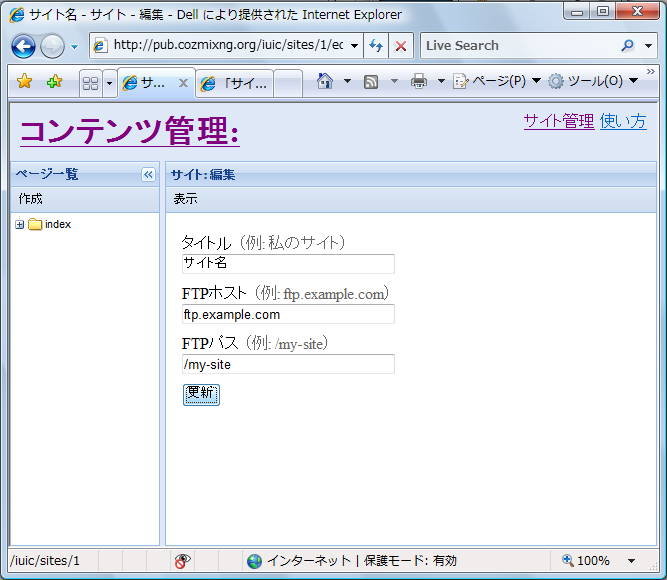 サイト名 - サイト - 編集 - Dell により提供された Internet Explorer
http://pub.cozmixng.org/iuic/sites/1/ec
Live Search
サ...
「サイ...
ページ(P)
ツール(O)
»
コンテンツ管理:
サイト管理 使い方
ページ一覧
サイト: 編集
作成
表示
index
タイトル（例: 私のサイト）
サイト名
FTPホスト（例: ftp.example.com）
ftp.example.com
FTPパス（例: /my-site）
/my-site
更新
/iuic/sites/1
インターネット | 保護モード: 有効
100%